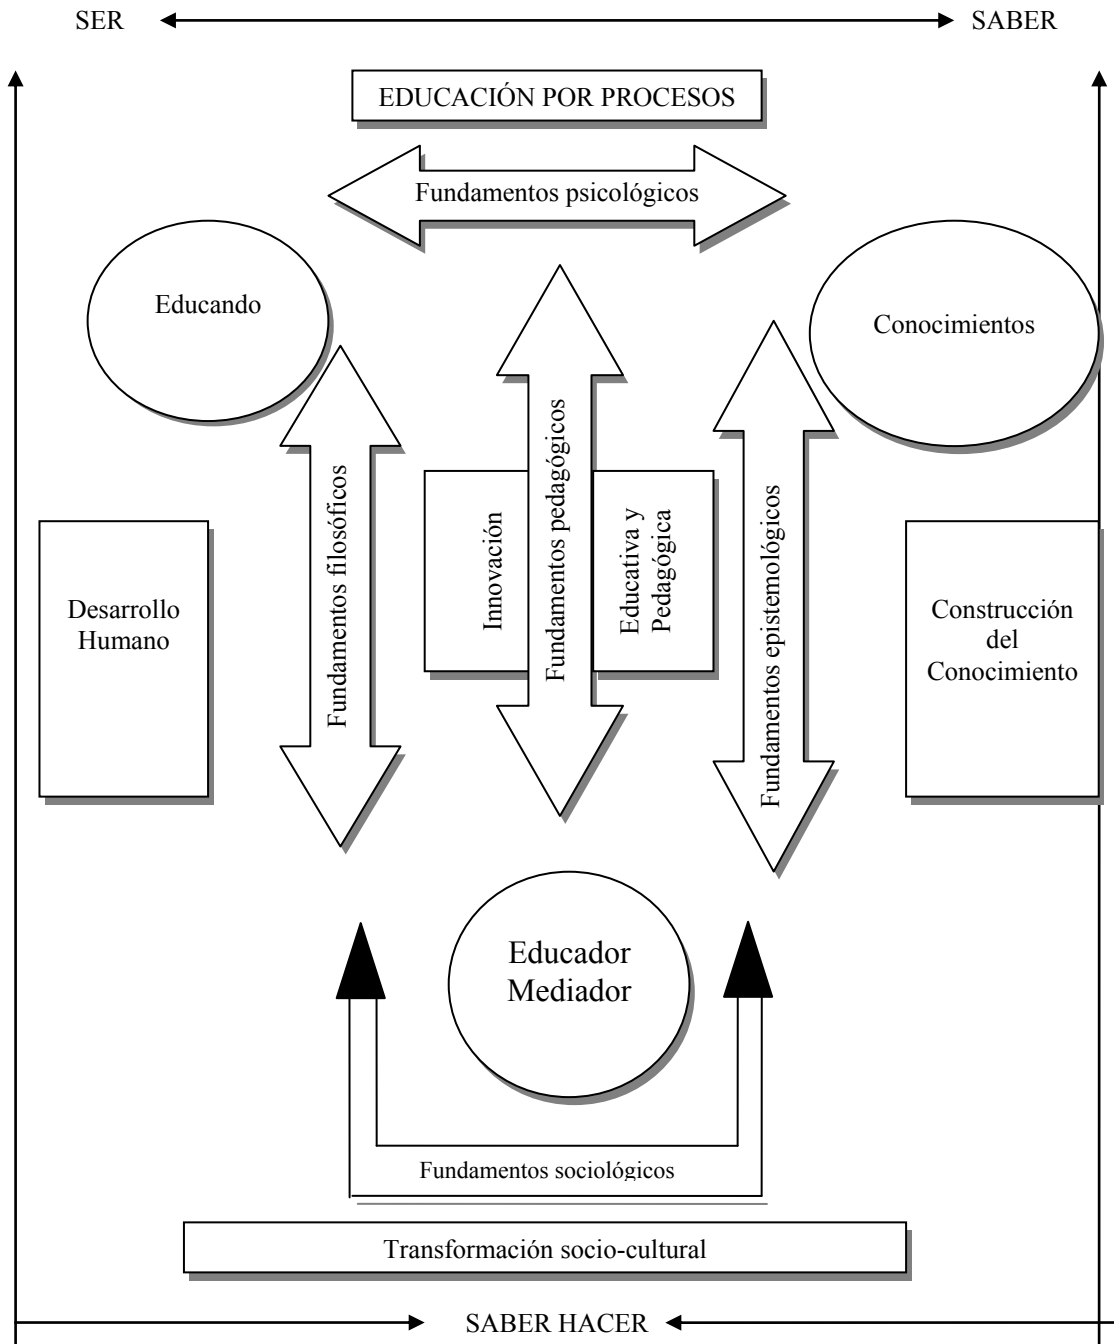 SER
SABER
EDUCACIÓN POR PROCESOS
Fundamentos psicológicos
Educando
Conocimientos
Fundamentos filosóficos
Innovación
Fundamentos pedagógicos
Educativa y
Pedagógica
Fundamentos epistemológicos
Desarrollo
Humano
Construcción
del
Conocimiento
Educador
Mediador
Fundamentos sociológicos
Transformación socio-cultural
SABER HACER